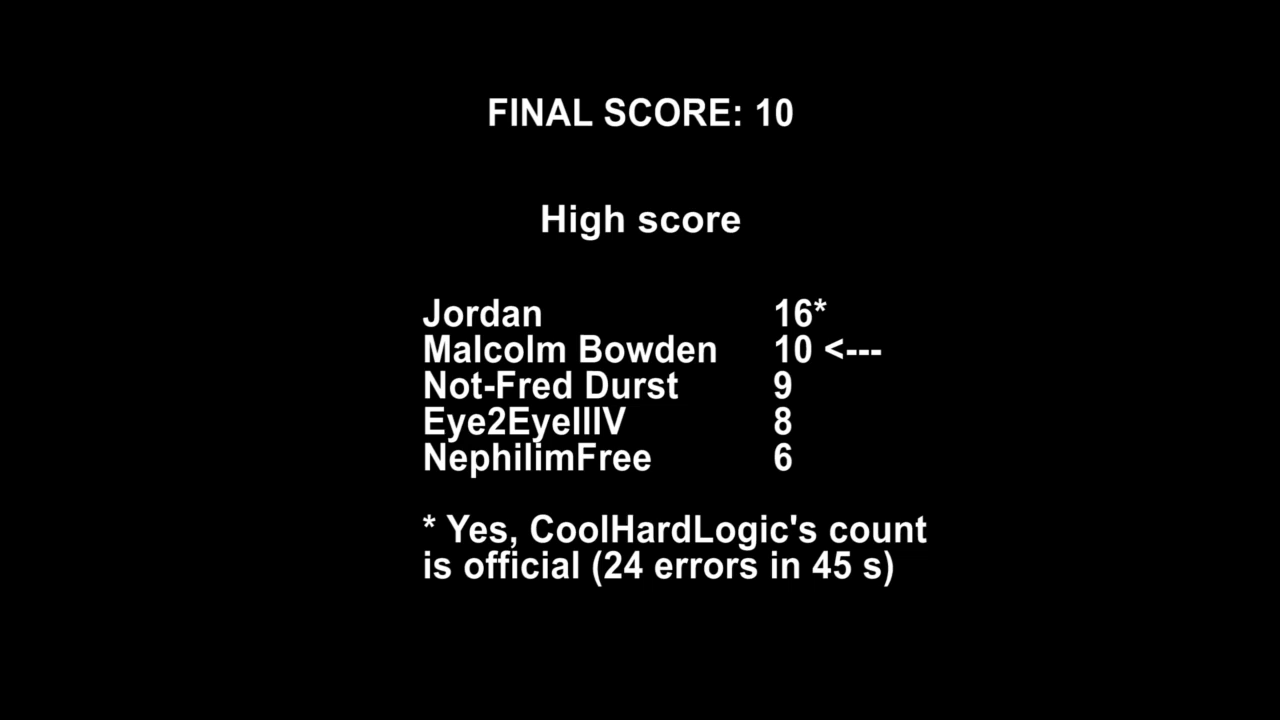 FINAL SCORE: 10
High score
Jordan 16*
Malcolm Bowden 10 <---
Not-Fred Durst 9
Eye2EyeIIIV 8
NephilimFree 6
* Yes, CoolHardLogic's count
is official (24 errors in 45 s)